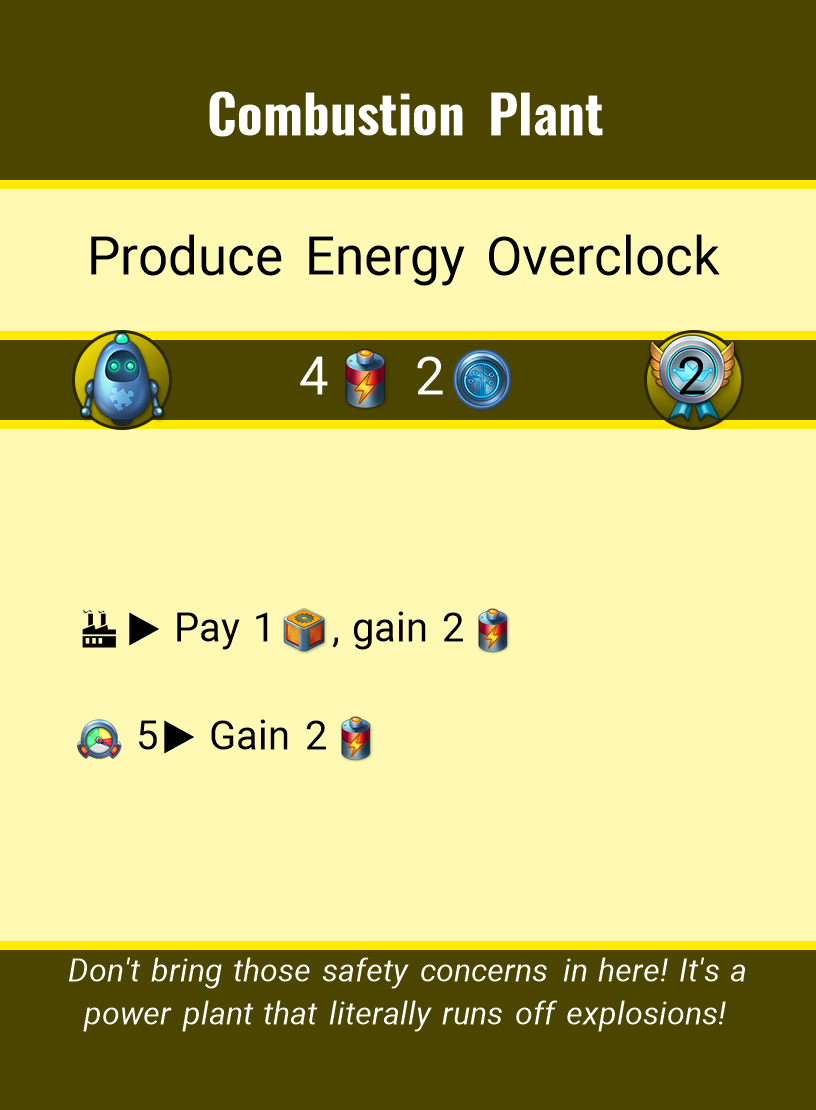 Combustion Plant
Produce Energy Overclock
4 2 2
Pay 1 , gain 2
5 Gain 2
Don't bring those safety concerns in here! It's a
power plant that literally runs off explosions!